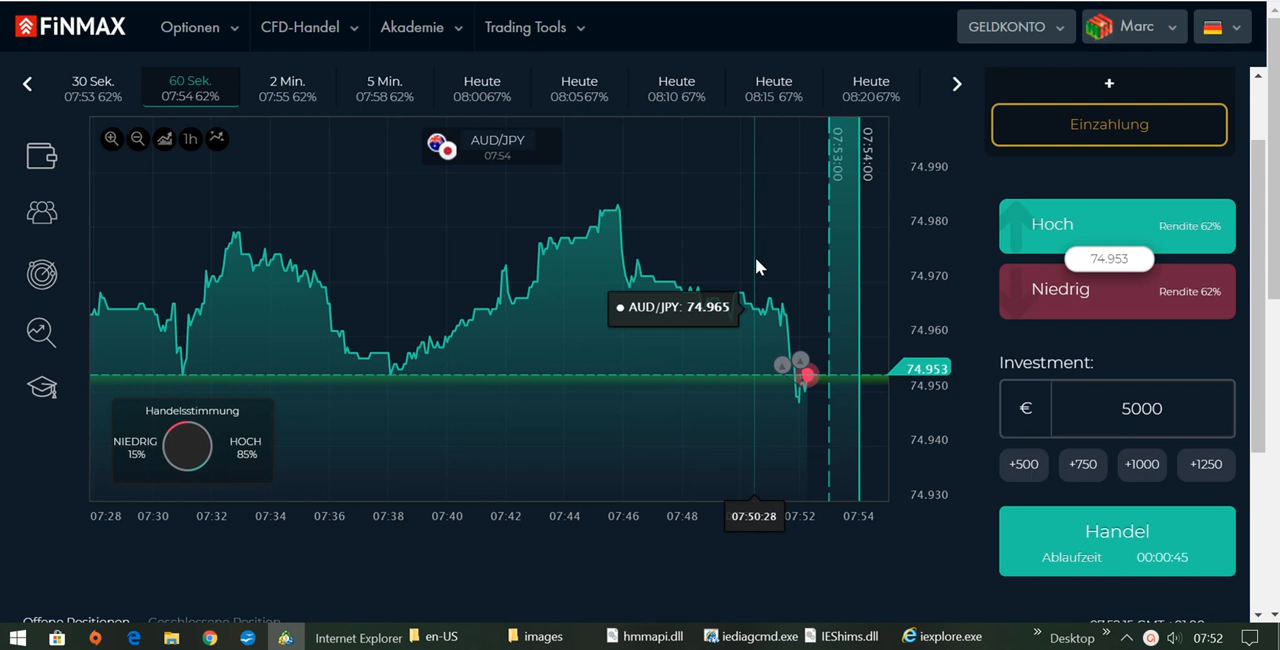 FiNMAX
Optionen
CFD-Handel
Akademie
Trading Tools
GELDKONTO
Marc
30 Sek.
07:53 62%
60 Sek.
07:54 62%
2 Min.
07:55 62%
5 Min.
07:58 62%
Heute
08:00 67%
Heute
08:05 67%
Heute
08:10 67%
Heute
08:15 67%
Heute
08:20 67%
+
Einzahlung
1h
AUD/JPY
07:54
07:53:00
07:54:00
74.990
74.980
74.970
74.960
74.953
74.950
74.940
74.930
AUD/JPY: 74.965
Handelsstimmung
NIEDRIG
15%
HOCH
85%
07:28
07:30
07:32
07:34
07:36
07:38
07:40
07:42
07:44
07:46
07:48
07:50:28
07:52
07:54
Hoch
Rendite 62%
74.953
Niedrig
Rendite 62%
Investment:
€
5000
+500
+750
+1000
+1250
Handel
Ablaufzeit
00:00:45
Offene Positionen
Geschlossene Position
Internet Explorer
en-US
images
hmmapi.dll
iediagcmd.exe
IEShims.dll
iexplore.exe
»
Desktop
»
07:52